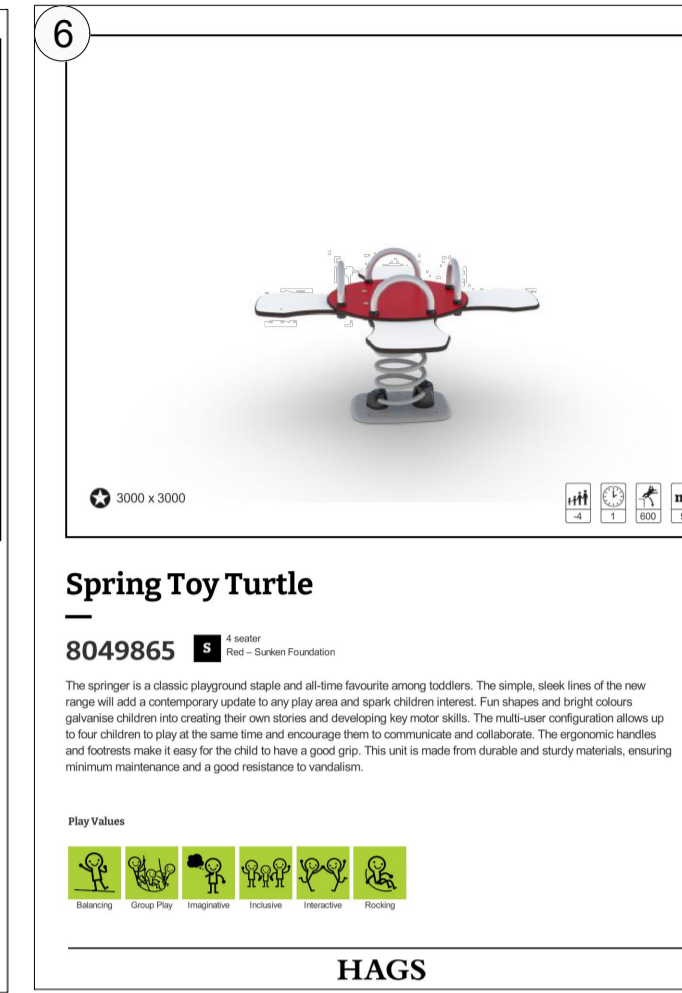 6
3000 x 3000
-4
1
600
Spring Toy Turtle
8049865
S
4 seater
Red – Sunken Foundation
The springer is a classic playground staple and all-time favourite among toddlers. The simple, sleek lines of the new
range will add a contemporary update to any play area and spark children interest. Fun shapes and bright colours
galvanise children into creating their own stories and developing key motor skills. The multi-user configuration allows up
to four children to play at the same time and encourage them to communicate and collaborate. The ergonomic handles
and footrests make it easy for the child to have a good grip. This unit is made from durable and sturdy materials, ensuring
minimum maintenance and a good resistance to vandalism.
Play Values
Balancing Group Play Imaginative Inclusive Interactive Rocking
HAGS